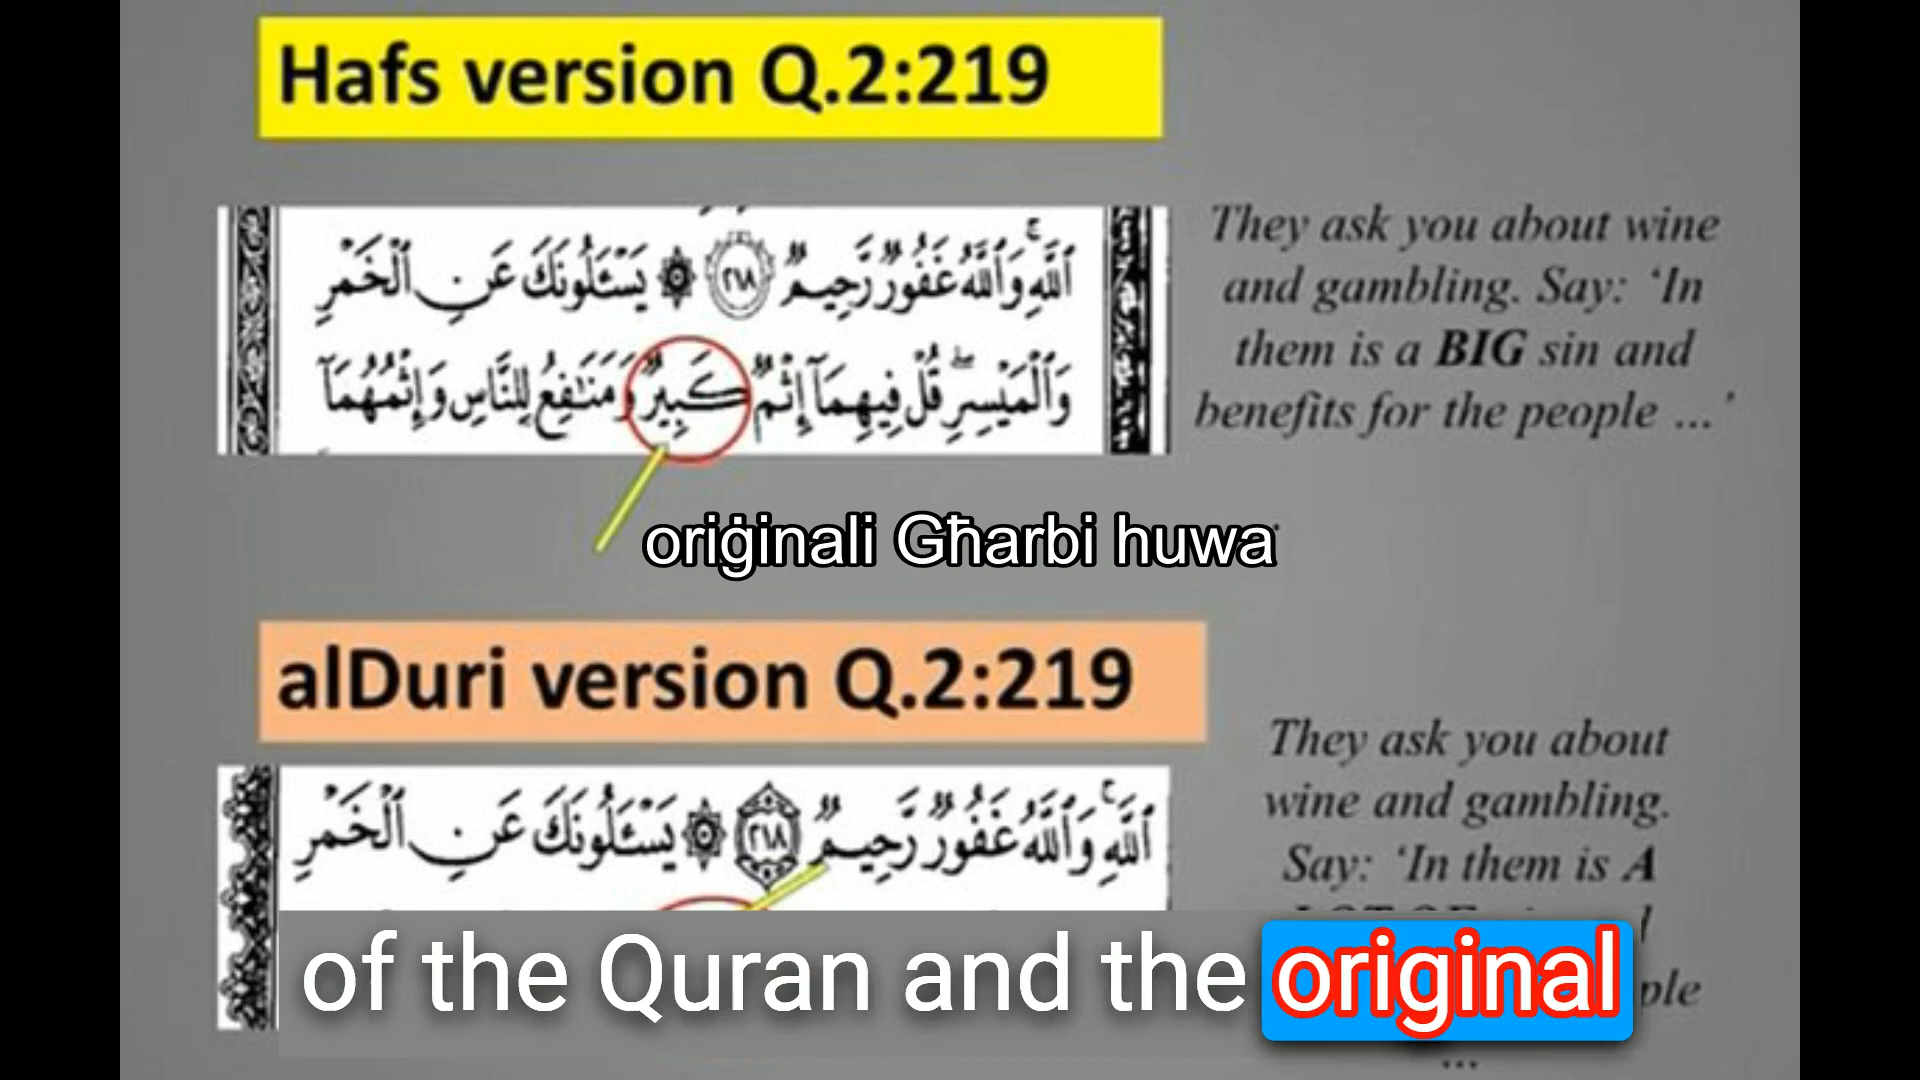 Hafs version Q.2:219
ٱللَّهِۚ وَٱللَّهُ غَفُورٌ رَّحِيمٌ ٢١٨ ۞ يَسْـَٔلُونَكَ عَنِ ٱلْخَمْرِ
وَٱلْمَيْسِرِۖ قُلْ فِيهِمَآ إِثْمٌ كَبِيرٌ وَمَنَـٰفِعُ لِلنَّاسِ وَإِثْمُهُمَآ
They ask you about wine
and gambling. Say: ‘In
them is a BIG sin and
benefits for the people ...’
oriġinali Għarbi huwa
alDuri version Q.2:219
ٱللَّهِۚ وَٱللَّهُ غَفُورٌ رَّحِيمٌ ٢١٨ ۞ يَسْـَٔلُونَكَ عَنِ ٱلْخَمْرِ
They ask you about
wine and gambling.
Say: ‘In them is A
...
of the Quran and the original